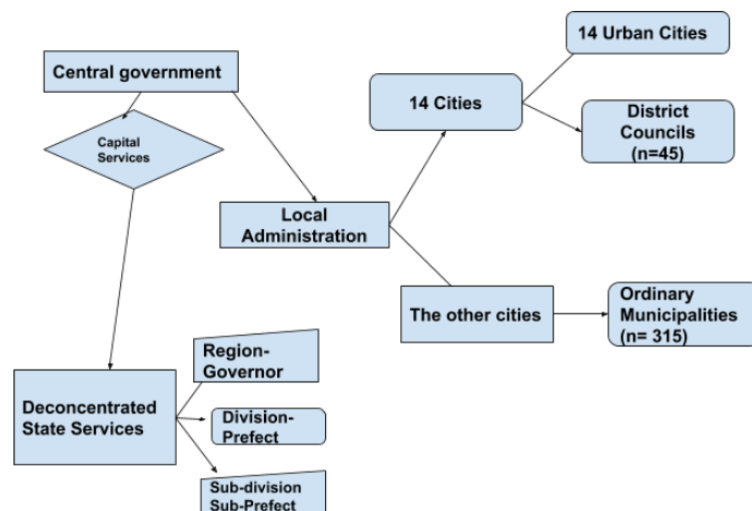 Central government
Capital
Services
Local
Administration
14 Cities
14 Urban Cities
District
Councils
(n=45)
The other cities
Ordinary
Municipalities
(n= 315)
Deconcentrated
State Services
Region-
Governor
Division-
Prefect
Sub-division
Sub-Prefect